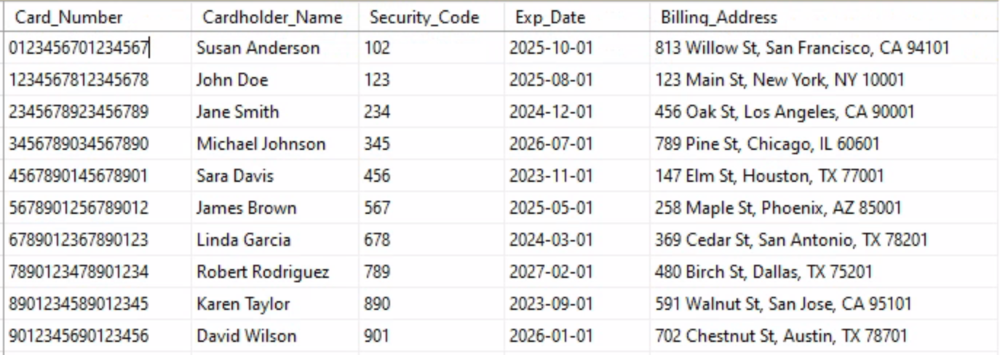 Card_Number Cardholder_Name Security_Code Exp_Date Billing_Address
0123456701234567 Susan Anderson 102 2025-10-01 813 Willow St, San Francisco, CA 94101
1234567812345678 John Doe 123 2025-08-01 123 Main St, New York, NY 10001
2345678923456789 Jane Smith 234 2024-12-01 456 Oak St, Los Angeles, CA 90001
3456789034567890 Michael Johnson 345 2026-07-01 789 Pine St, Chicago, IL 60601
4567890145678901 Sara Davis 456 2023-11-01 147 Elm St, Houston, TX 77001
5678901256789012 James Brown 567 2025-05-01 258 Maple St, Phoenix, AZ 85001
6789012367890123 Linda Garcia 678 2024-03-01 369 Cedar St, San Antonio, TX 78201
7890123478901234 Robert Rodriguez 789 2027-02-01 480 Birch St, Dallas, TX 75201
8901234589012345 Karen Taylor 890 2023-09-01 591 Walnut St, San Jose, CA 95101
9012345690123456 David Wilson 901 2026-01-01 702 Chestnut St, Austin, TX 78701